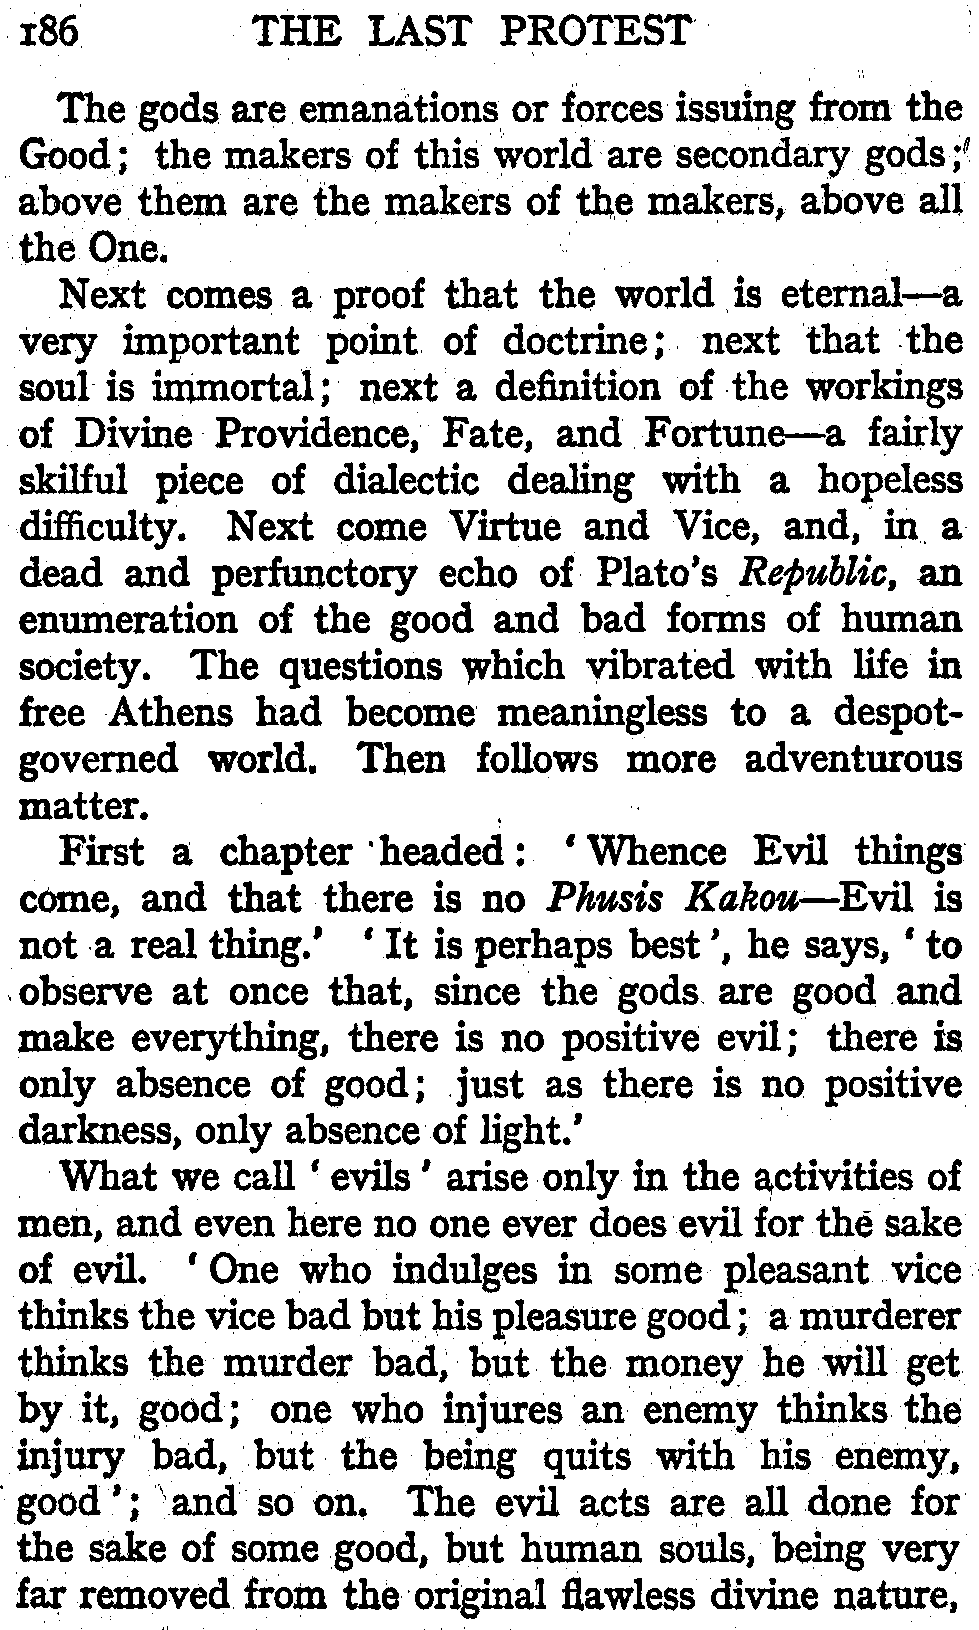 186 THE LAST PROTEST
The gods are emanations or forces issuing from the
Good; the makers of this world are secondary gods;
above them are the makers of the makers, above all
the One.
Next comes a proof that the world is eternal—a
very important point of doctrine; next that the
soul is immortal; next a definition of the workings
of Divine Providence, Fate, and Fortune—a fairly
skilful piece of dialectic dealing with a hopeless
difficulty. Next come Virtue and Vice, and, in a
dead and perfunctory echo of Plato's Republic, an
enumeration of the good and bad forms of human
society. The questions which vibrated with life in
free Athens had become meaningless to a despot-
governed world. Then follows more adventurous
matter.
First a chapter headed: ‘Whence Evil things
come, and that there is no Phusis Kakou—Evil is
not a real thing.’ ‘It is perhaps best’, he says, ‘to
observe at once that, since the gods are good and
make everything, there is no positive evil; there is
only absence of good; just as there is no positive
darkness, only absence of light.’
What we call ‘evils’ arise only in the activities of
men, and even here no one ever does evil for the sake
of evil. ‘One who indulges in some pleasant vice
thinks the vice bad but his pleasure good; a murderer
thinks the murder bad, but the money he will get
by it, good; one who injures an enemy thinks the
injury bad, but the being quits with his enemy,
good’; and so on. The evil acts are all done for
the sake of some good, but human souls, being very
far removed from the original flawless divine nature,